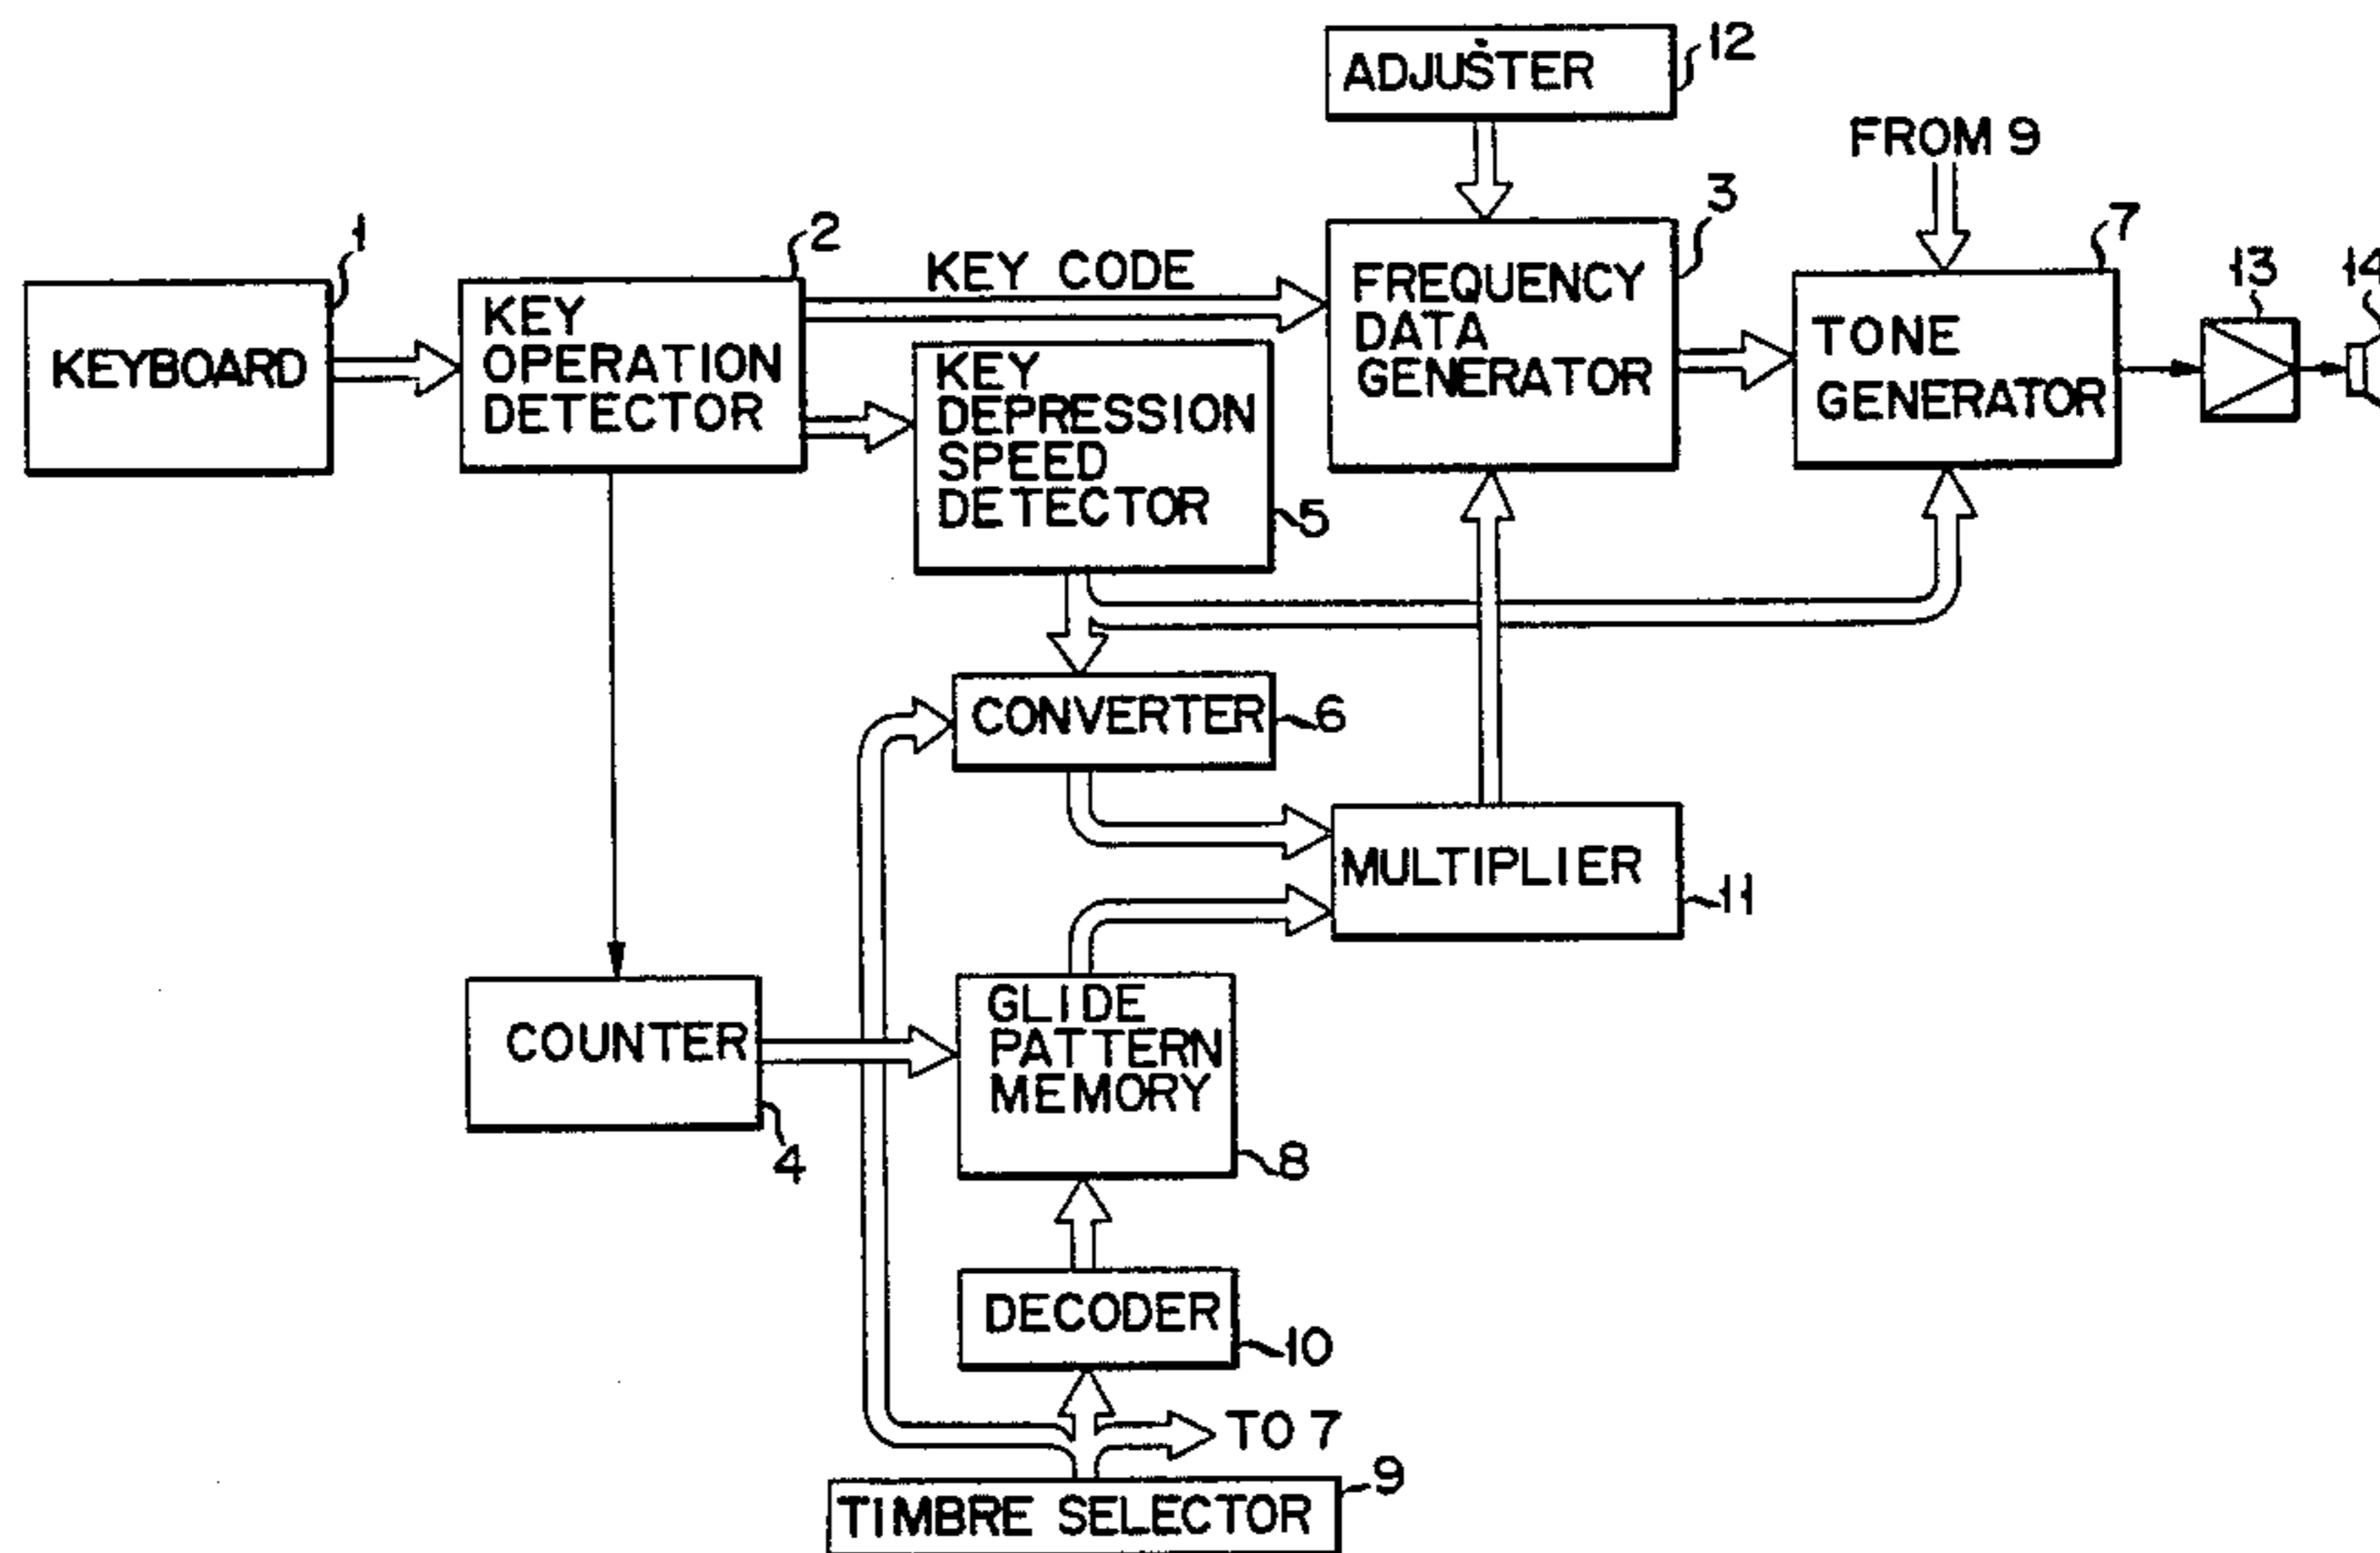 ADJUSTER
12
FROM 9
1
2
3
7
13
14
KEY CODE
KEYBOARD
KEY
OPERATION
DETECTOR
KEY
DEPRESSION
SPEED
DETECTOR
5
FREQUENCY
DATA
GENERATOR
TONE
GENERATOR
CONVERTER
6
MULTIPLIER
11
COUNTER
4
GLIDE
PATTERN
MEMORY
8
DECODER
10
TO 7
TIMBRE SELECTOR
9